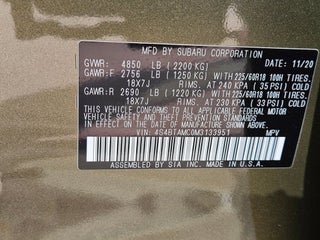 MFD BY SUBARU CORPORATION 11/20
GVWR: 4850 LB (2200 KG)
GAWR:F 2756 LB (1250 KG) WITH 225/60R18 100H TIRES.
18X7J RIMS. AT 240 KPA (35 PSI) COLD
GAWR:R 2690 LB (1220 KG) WITH 225/60R18 100H TIRES.
18X7J RIMS. AT 230 KPA (33 PSI) COLD
THIS VEHICLE CONFORMS TO ALL APPLICABLE FEDERAL MOTOR
VEHICLE SAFETY STANDARDS IN EFFECT ON THE DATE OF
MANUFACTURE SHOWN ABOVE.
VIN: 4S4BTAMC0M3133951 MPV
ASSEMBLED BY SIA INC. MADE IN U.S.A.